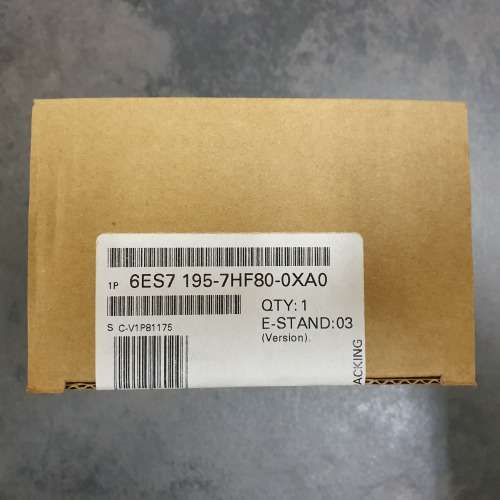 1P 6ES7 195-7HF80-0XA0
QTY: 1
S C-V1P81175
E-STAND:03
(Version).
ACKING